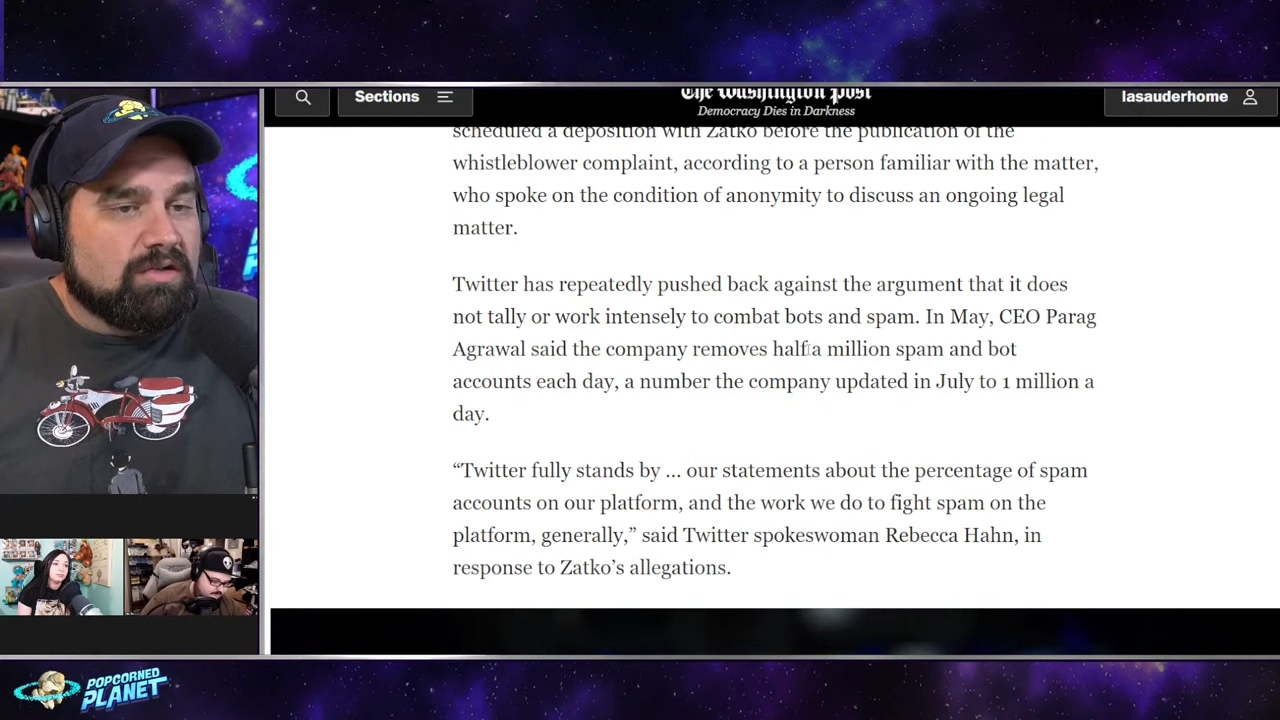 Sections
The Washington Post
Democracy Dies in Darkness
lasauderhome
scheduled a deposition with Zatko before the publication of the
whistleblower complaint, according to a person familiar with the matter,
who spoke on the condition of anonymity to discuss an ongoing legal
matter.
Twitter has repeatedly pushed back against the argument that it does
not tally or work intensely to combat bots and spam. In May, CEO Parag
Agrawal said the company removes half a million spam and bot
accounts each day, a number the company updated in July to 1 million a
day.
“Twitter fully stands by ... our statements about the percentage of spam
accounts on our platform, and the work we do to fight spam on the
platform, generally,” said Twitter spokeswoman Rebecca Hahn, in
response to Zatko’s allegations.
POPCORNED
PLANET